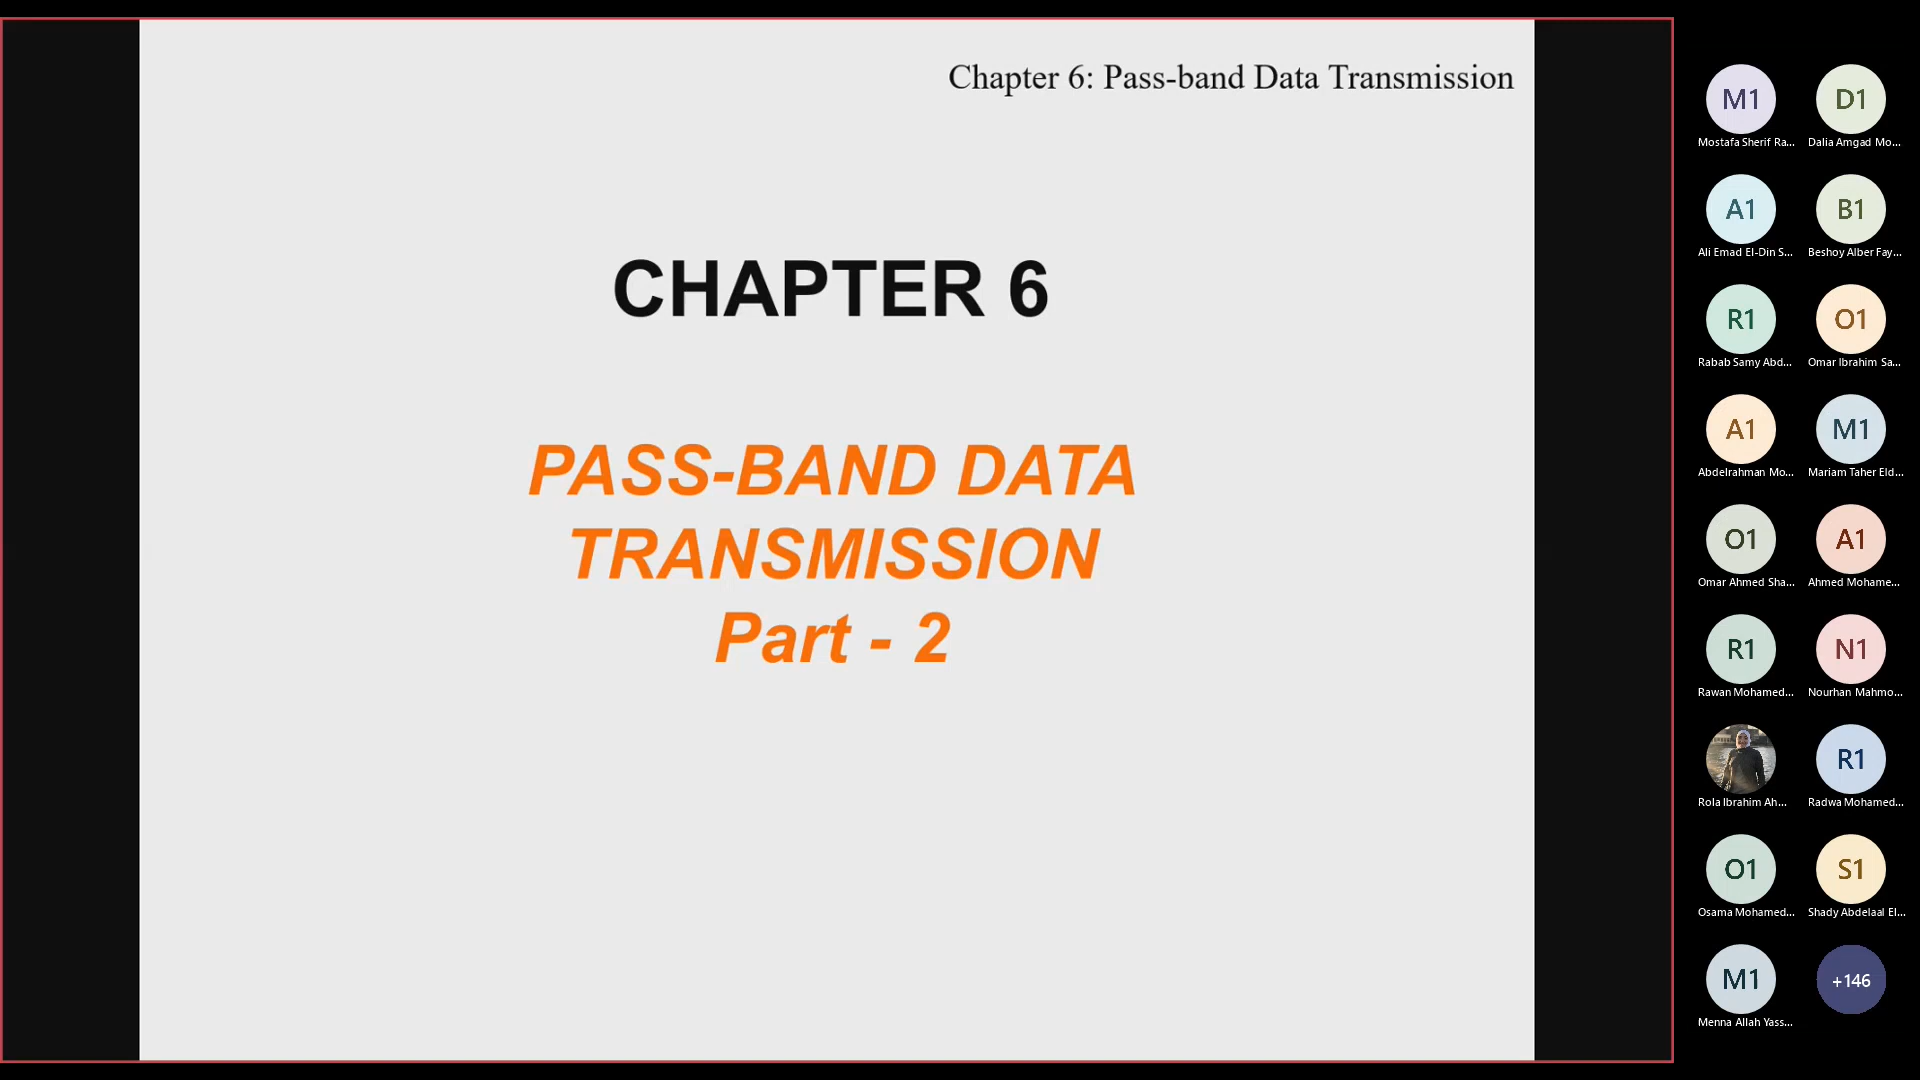 Chapter 6: Pass-band Data Transmission
CHAPTER 6
PASS-BAND DATA
TRANSMISSION
Part - 2
M1
Mostafa Sherif Ra...
D1
Dalia Amgad Mo...
A1
Ali Emad El-Din S...
B1
Beshoy Alber Fay...
R1
Rabab Samy Abd...
O1
Omar Ibrahim Sa...
A1
Abdelrahman Mo...
M1
Mariam Taher Eld...
O1
Omar Ahmed Sha...
A1
Ahmed Mohame...
R1
Rawan Mohamed...
N1
Nourhan Mahmo...
Rola Ibrahim Ah...
R1
Radwa Mohamed...
O1
Osama Mohamed...
S1
Shady Abdelaal El...
M1
Menna Allah Yass...
+146